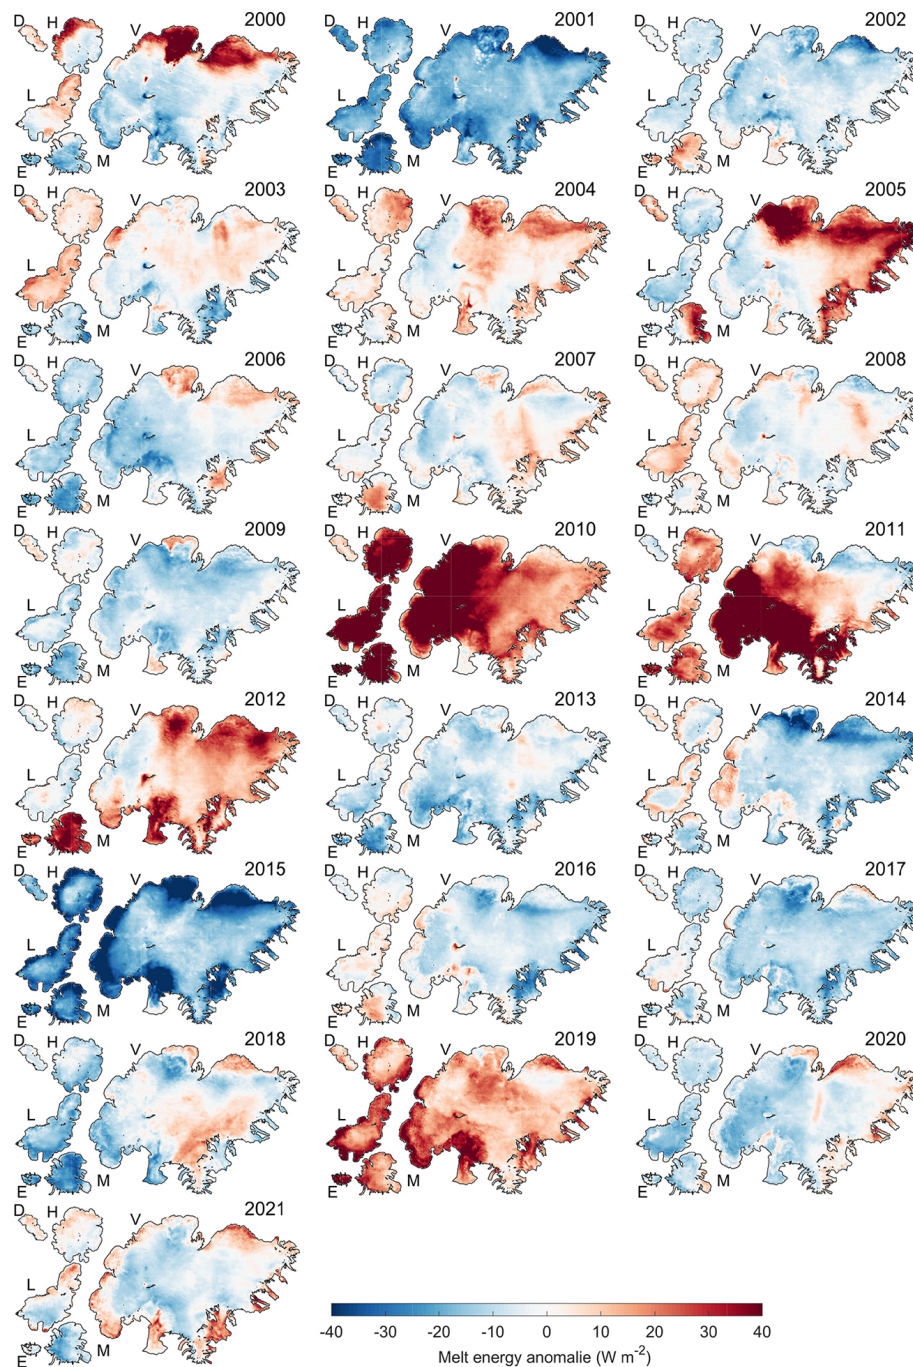 D H V 2000
L
E M
D H V 2001
L
E M
D H V 2002
L
E M
D H V 2003
L
E M
D H V 2004
L
E M
D H V 2005
L
E M
D H V 2006
L
E M
D H V 2007
L
E M
D H V 2008
L
E M
D H V 2009
L
E M
D H V 2010
L
E M
D H V 2011
L
E M
D H V 2012
L
E M
D H V 2013
L
E M
D H V 2014
L
E M
D H V 2015
L
E M
D H V 2016
L
E M
D H V 2017
L
E M
D H V 2018
L
E M
D H V 2019
L
E M
D H V 2020
L
E M
D H V 2021
L
E M
-40 -30 -20 -10 0 10 20 30 40
Melt energy anomalie (W m⁻²)